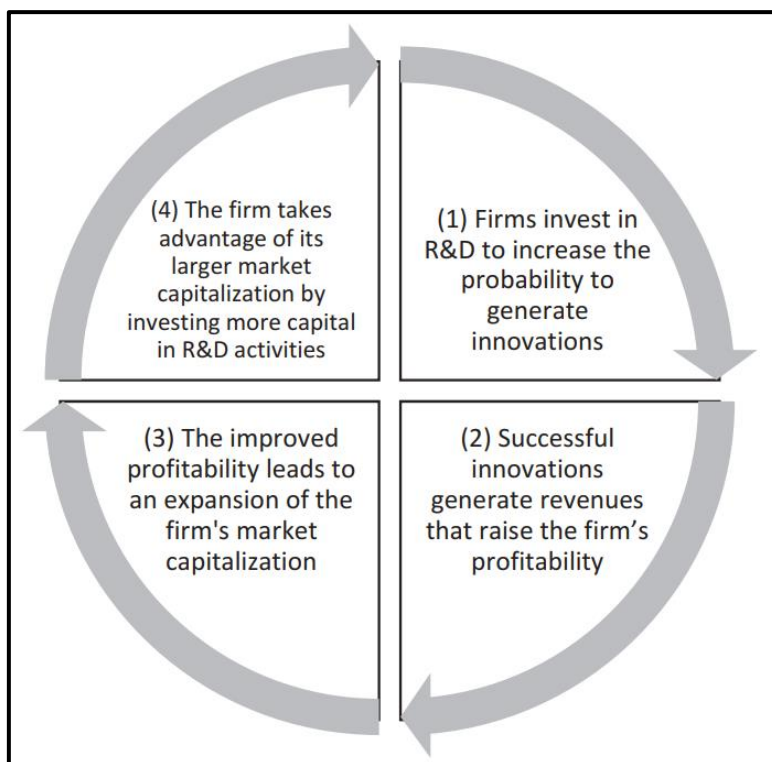 (1) Firms invest in
R&D to increase the
probability to
generate
innovations
(2) Successful
innovations
generate revenues
that raise the firm’s
profitability
(3) The improved
profitability leads to
an expansion of the
firm's market
capitalization
(4) The firm takes
advantage of its
larger market
capitalization by
investing more capital
in R&D activities